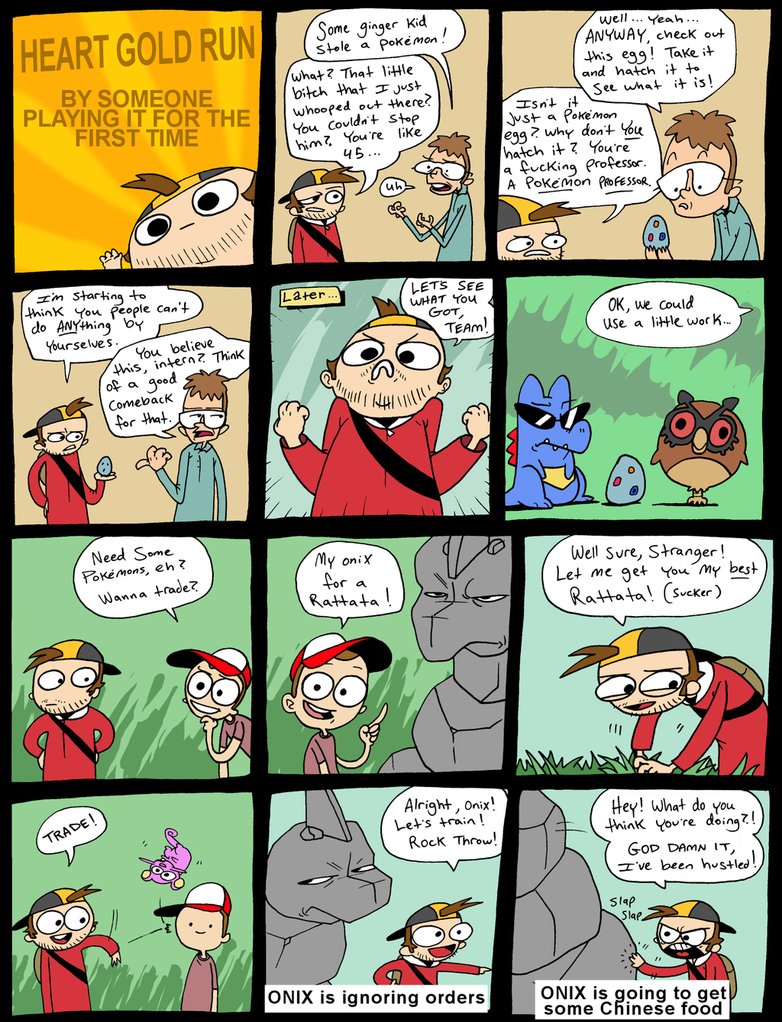 HEART GOLD RUN
BY SOMEONE
PLAYING IT FOR THE
FIRST TIME
Some ginger kid
stole a pokémon!
What? That little
bitch that I just
whooped out there?
You couldn't stop
him? You're like
45...
Uh
Well... Yeah...
ANYWAY, check out
this egg! Take it
and hatch it to
see what it is!
Isn't it
just a Pokémon
egg? why don't you
hatch it? You're
a fucking professor.
A Pokémon PROFESSOR.
I'm starting to
think you people can't
do ANYthing by
yourselves.
You believe
this, intern? Think
of a good
comeback
for that.
Later...
LET'S SEE
WHAT YOU
GOT,
TEAM!
OK, we could
use a little work...
Need some
Pokémons, eh?
Wanna trade?
My onix
for a
Rattata!
Well sure, Stranger!
Let me get you my best
Rattata! (sucker)
TRADE!
Alright, Onix!
Let's train!
Rock Throw!
ONIX is ignoring orders
Hey! What do you
think you're doing?!
GOD DAMN IT,
I've been hustled!
Slap
Slap
ONIX is going to get
some Chinese food